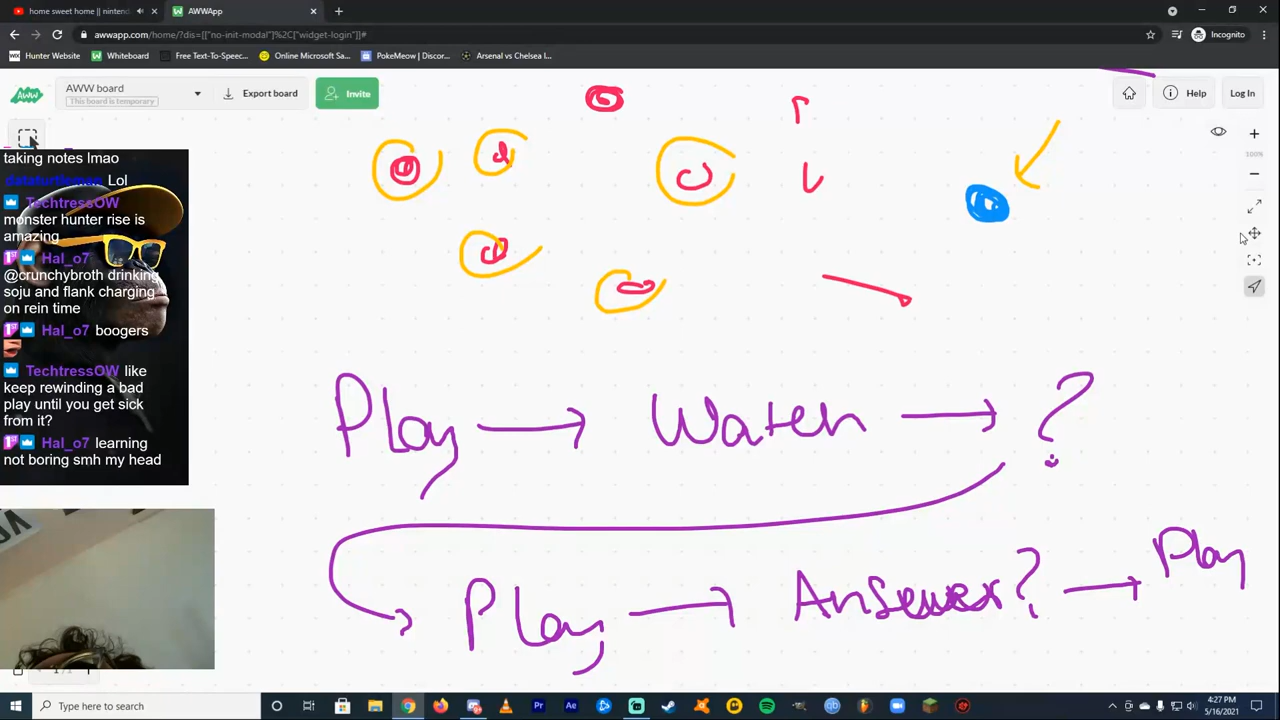 home sweet home || nintend
AWWApp
awwapp.com/home/?dis=[["no-init-modal"]%2C["widget-login"]]#
Incognito
Hunter Website
Whiteboard
Free Text-To-Speec...
Online Microsoft Sa...
PokeMeow | Discor...
Arsenal vs Chelsea l...
AWW
AWW board
This board is temporary
Export board
Invite
Help
Log In
100%
taking notes lmao
Lol
TechtressOW
monster hunter rise is
amazing
Hal_o7
@crunchybroth drinking
soju and flank charging
on rein time
Hal_o7 boogers
TechtressOW like
keep rewinding a bad
play until you get sick
from it?
Hal_o7 learning
not boring smh my head
Play → Watch → ?
Play → Answer? → Play
Type here to search
4:27 PM
5/16/2021